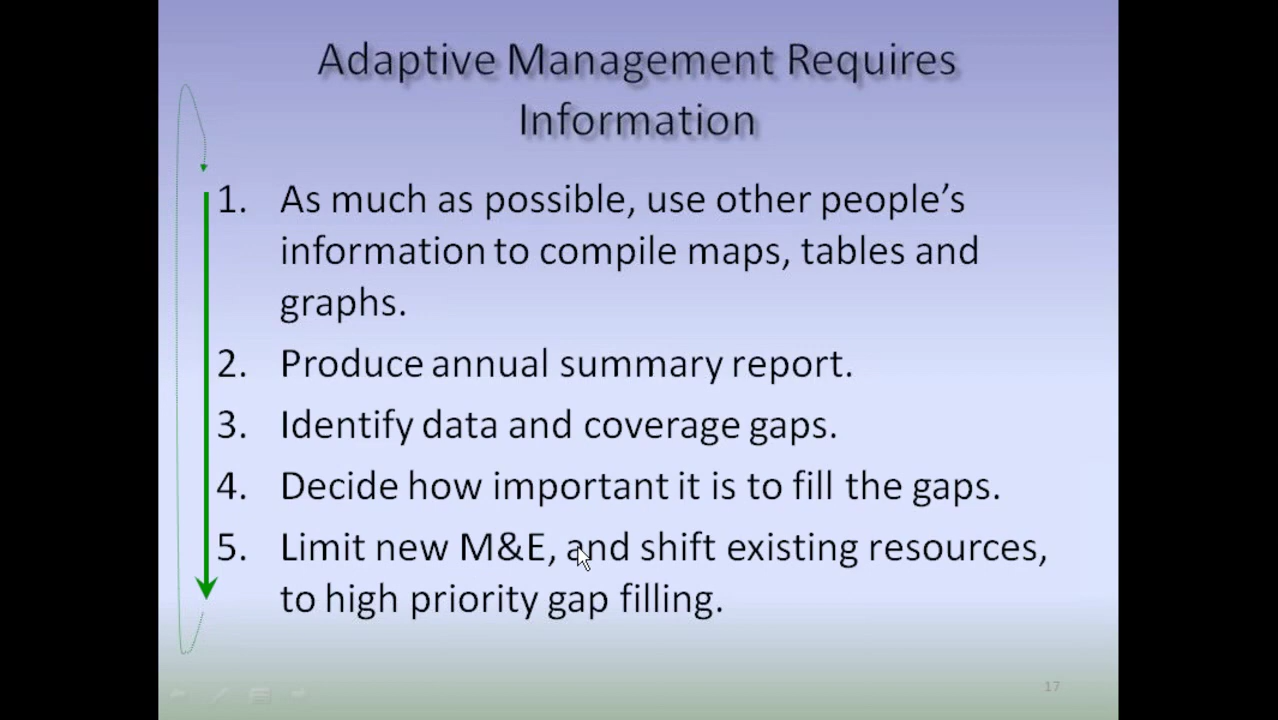 Adaptive Management Requires
Information
1. As much as possible, use other people’s
information to compile maps, tables and
graphs.
2. Produce annual summary report.
3. Identify data and coverage gaps.
4. Decide how important it is to fill the gaps.
5. Limit new M&E, and shift existing resources,
to high priority gap filling.
17